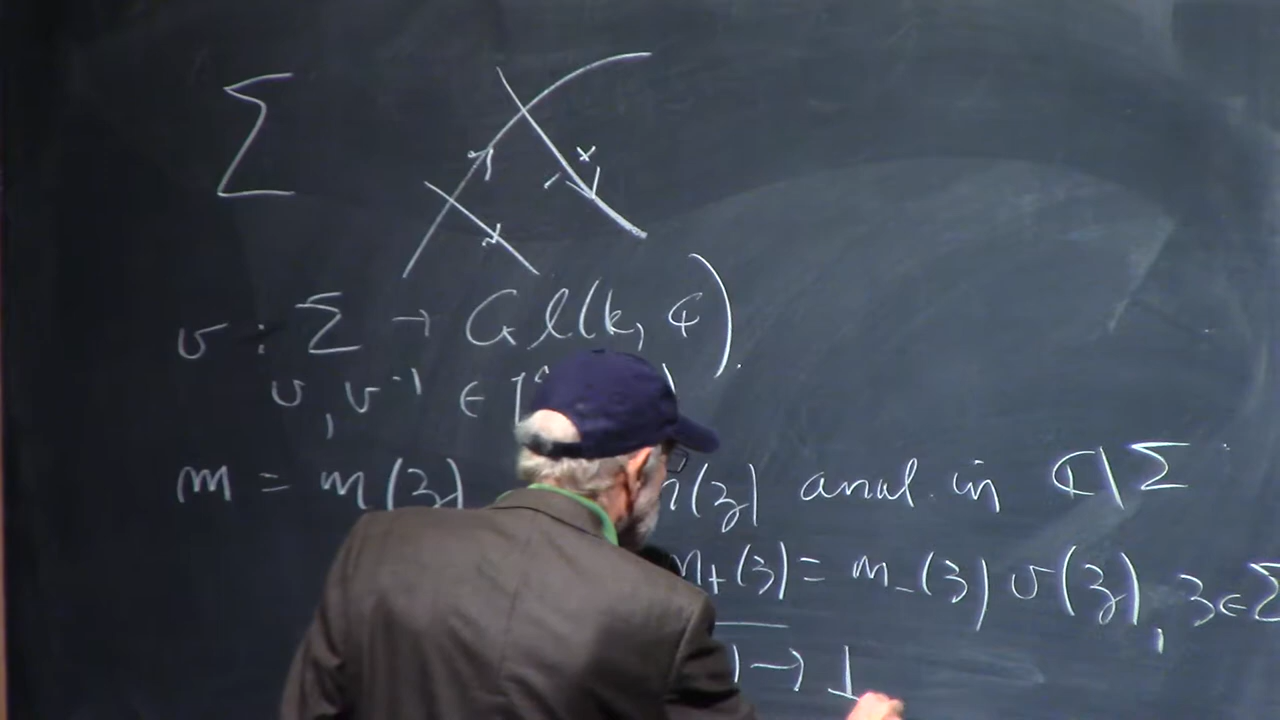 Σ
+
-
v : Σ → Gl(k, ℂ).
v, v⁻¹ ∈
m = m(z) (z) anal. in ℂ\Σ
m₊(z) = m₋(z) v(z), z∈Σ
) → 1